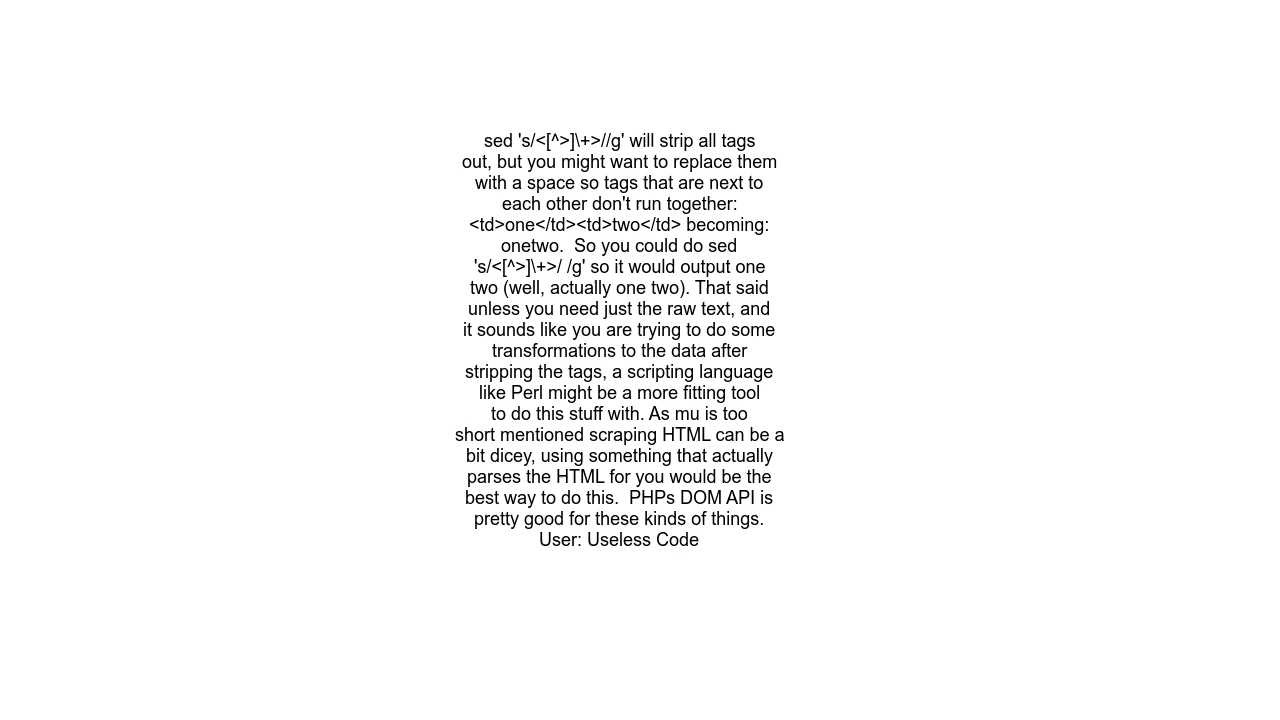 sed 's/<[^>]\+>//g' will strip all tags
out, but you might want to replace them
with a space so tags that are next to
each other don't run together:
<td>one</td><td>two</td> becoming:
onetwo.  So you could do sed
's/<[^>]\+>/ /g' so it would output one
two (well, actually one two). That said
unless you need just the raw text, and
it sounds like you are trying to do some
transformations to the data after
stripping the tags, a scripting language
like Perl might be a more fitting tool
to do this stuff with. As mu is too
short mentioned scraping HTML can be a
bit dicey, using something that actually
parses the HTML for you would be the
best way to do this.  PHPs DOM API is
pretty good for these kinds of things.
User: Useless Code